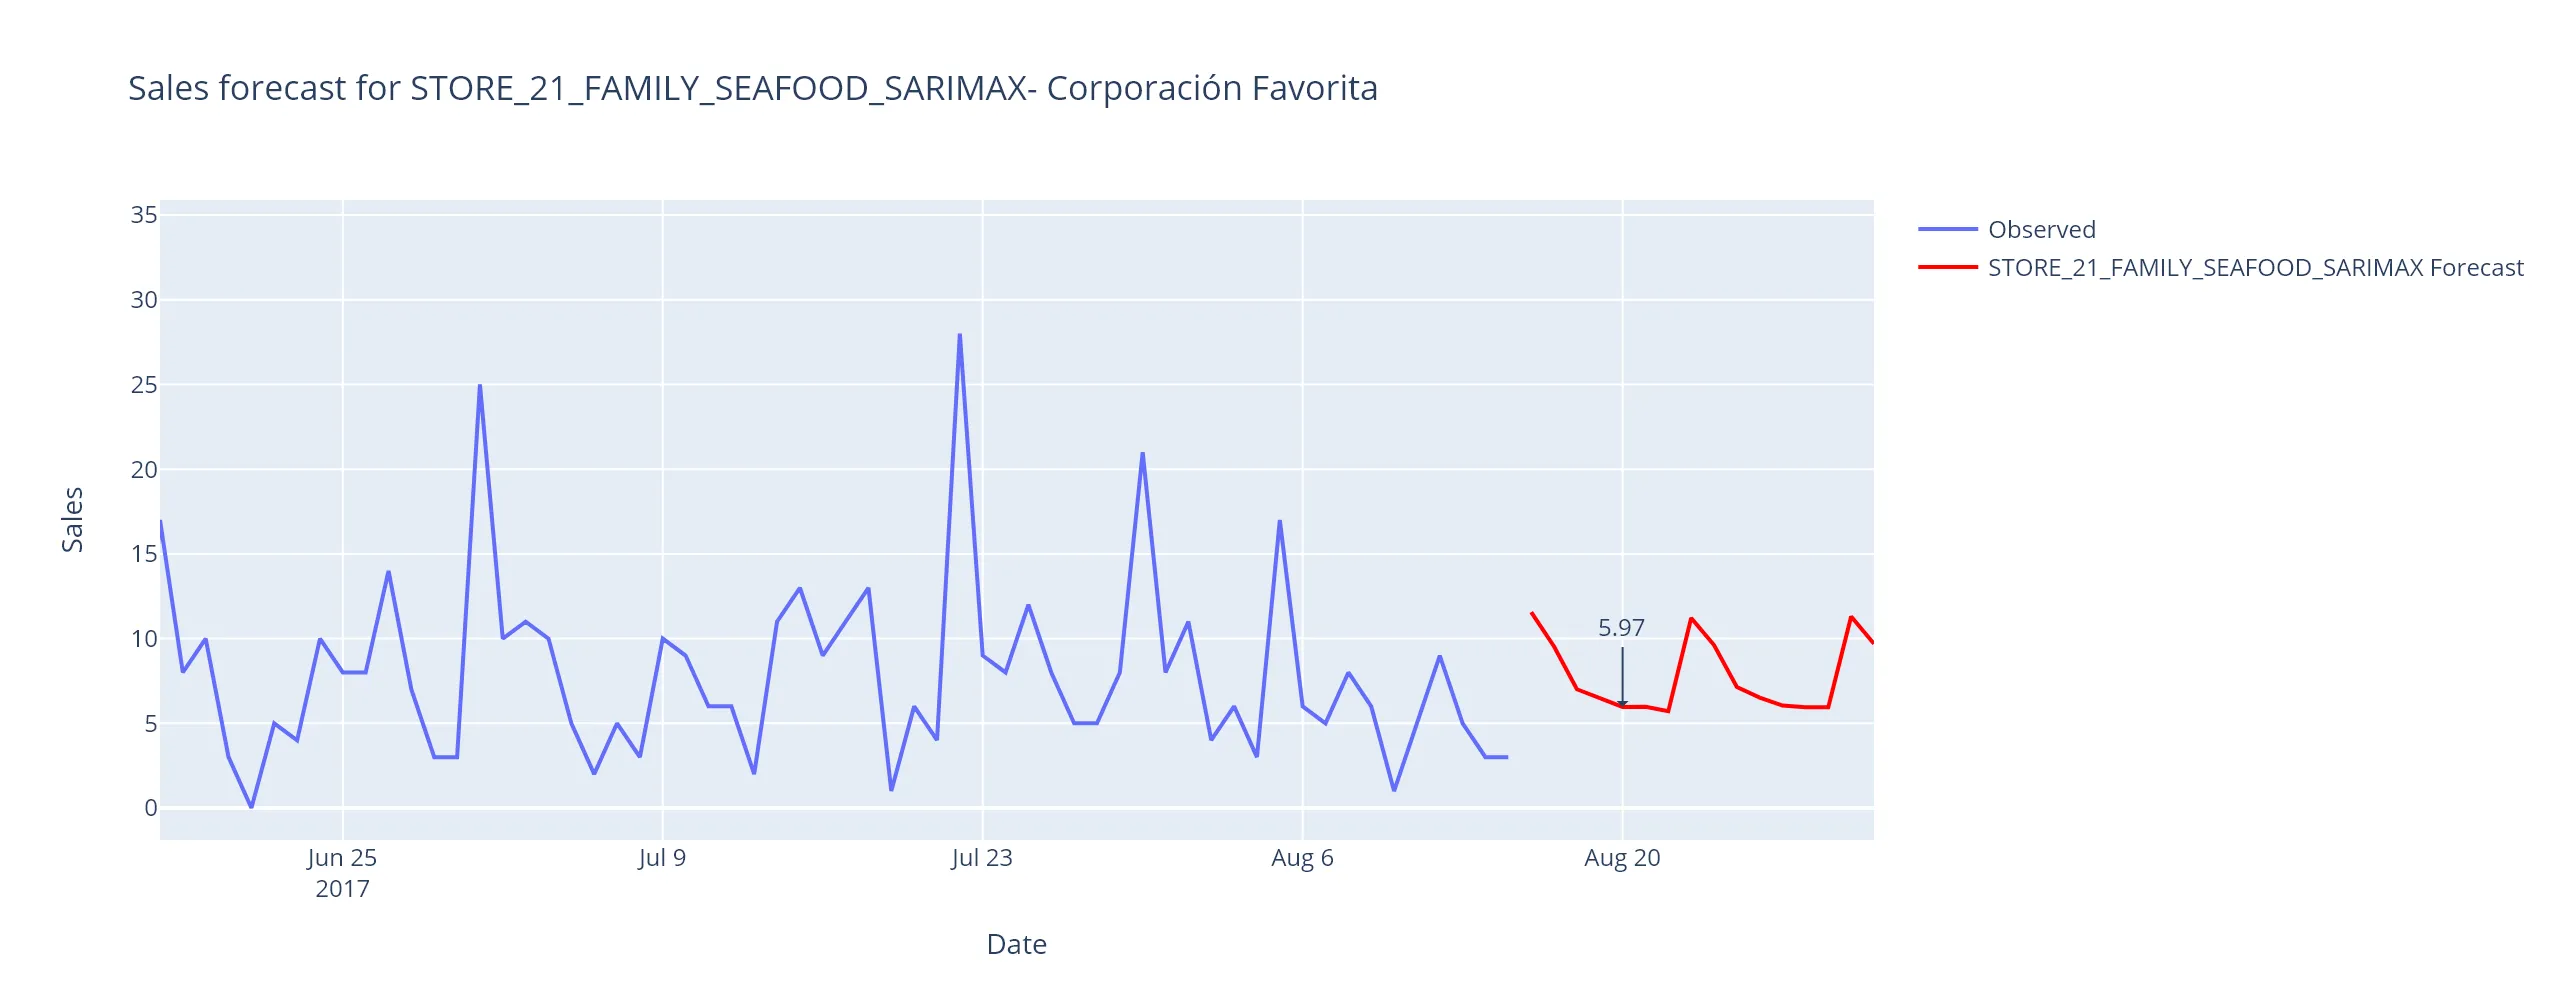 Sales forecast for STORE_21_FAMILY_SEAFOOD_SARIMAX- Corporación Favorita
35
30
25
20
15
10
5
0
Sales
5.97
Jun 25
2017
Jul 9
Jul 23
Aug 6
Aug 20
Date
Observed
STORE_21_FAMILY_SEAFOOD_SARIMAX Forecast